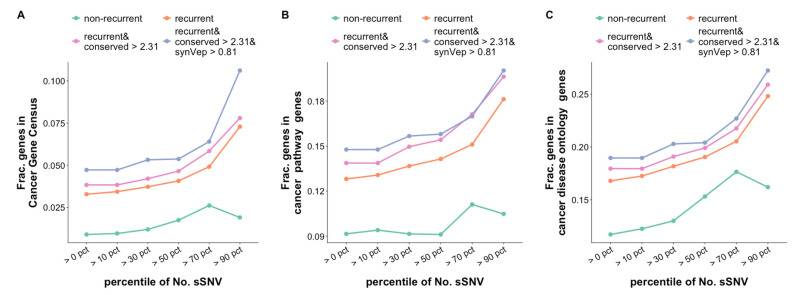 A
non-recurrent
recurrent
recurrent&
conserved > 2.31
recurrent&
conserved > 2.31&
synVep > 0.81
Frac. genes in
Cancer Gene Census
0.100
0.075
0.050
0.025
> 0 pct
> 10 pct
> 30 pct
> 50 pct
> 70 pct
> 90 pct
percentile of No. sSNV
B
non-recurrent
recurrent
recurrent&
conserved > 2.31
recurrent&
conserved > 2.31&
synVep > 0.81
Frac. genes in
cancer pathway genes
0.18
0.15
0.12
0.09
> 0 pct
> 10 pct
> 30 pct
> 50 pct
> 70 pct
> 90 pct
percentile of No. sSNV
C
non-recurrent
recurrent
recurrent&
conserved > 2.31
recurrent&
conserved > 2.31&
synVep > 0.81
Frac. genes in
cancer disease ontology genes
0.25
0.20
0.15
> 0 pct
> 10 pct
> 30 pct
> 50 pct
> 70 pct
> 90 pct
percentile of No. sSNV